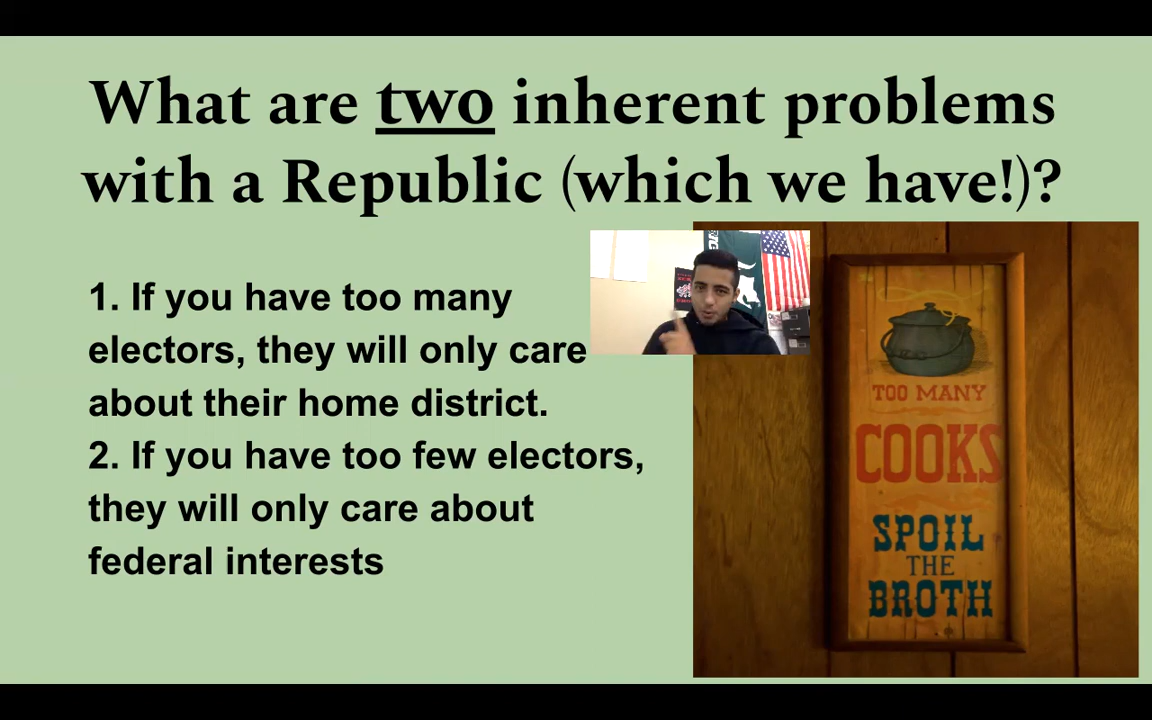 What are two inherent problems
with a Republic (which we have!)?
1. If you have too many
electors, they will only care
about their home district.
2. If you have too few electors,
they will only care about
federal interests
TOO MANY
COOKS
SPOIL
THE
BROTH